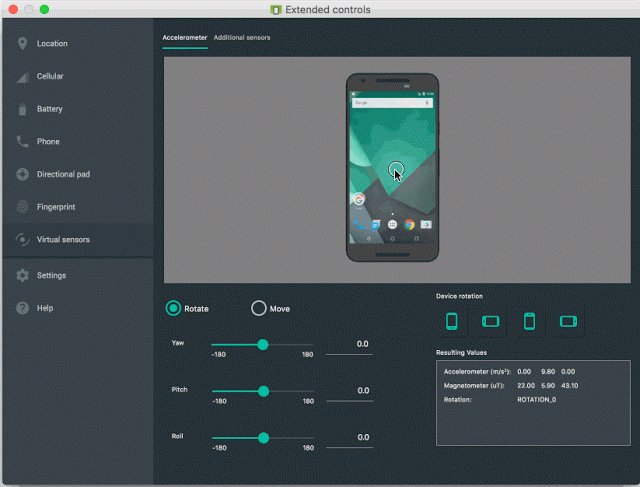 Extended controls
Location
Cellular
Battery
Phone
Directional pad
Fingerprint
Virtual sensors
Settings
Help
Accelerometer Additional sensors
Google
Rotate Move
Yaw 0.0
-180 180
Pitch 0.0
-180 180
Roll 0.0
-180 180
Device rotation
Resulting Values
Accelerometer (m/s²): 0.00 9.80 0.00
Magnetometer (uT): 22.00 5.90 43.10
Rotation: ROTATION_0